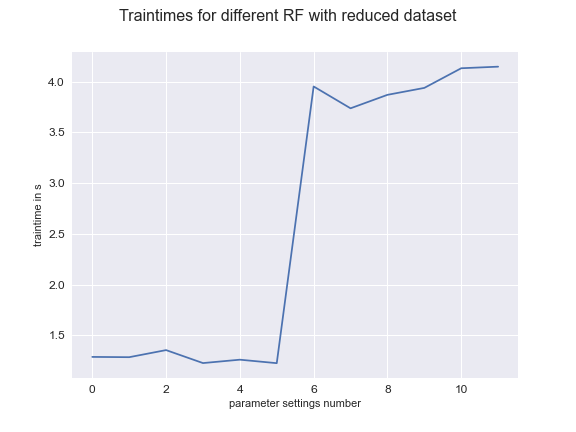 Traintimes for different RF with reduced dataset
4.0
3.5
3.0
2.5
2.0
1.5
traintime in s
0 2 4 6 8 10
parameter settings number